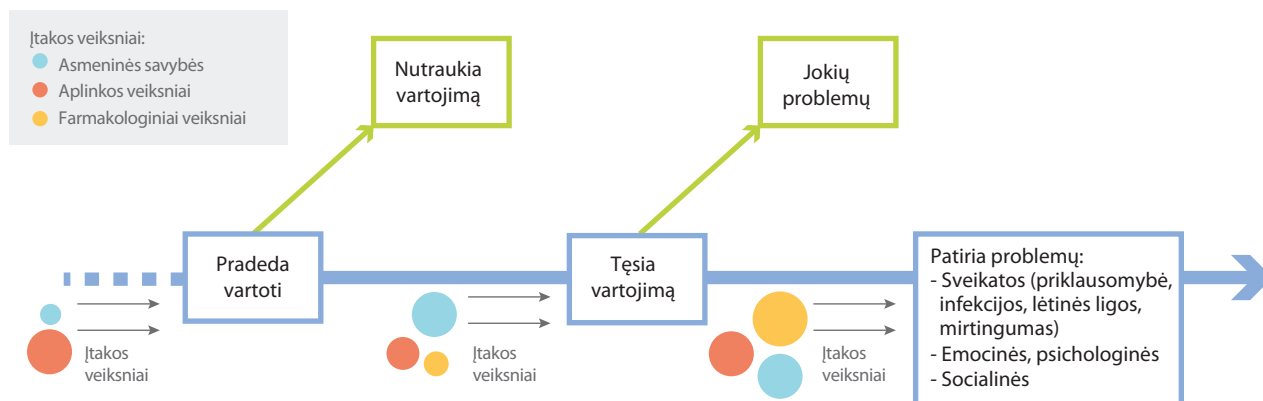 Įtakos veiksniai:
Asmeninės savybės
Aplinkos veiksniai
Farmakologiniai veiksniai
Nutraukia
vartojimą
Jokių
problemų
Pradeda
vartoti
Tęsia
vartojimą
Patiria problemų:
- Sveikatos (priklausomybė,
infekcijos, lėtinės ligos,
mirtingumas)
- Emocinės, psichologinės
- Socialinės
Įtakos
veiksniai
Įtakos
veiksniai
Įtakos
veiksniai